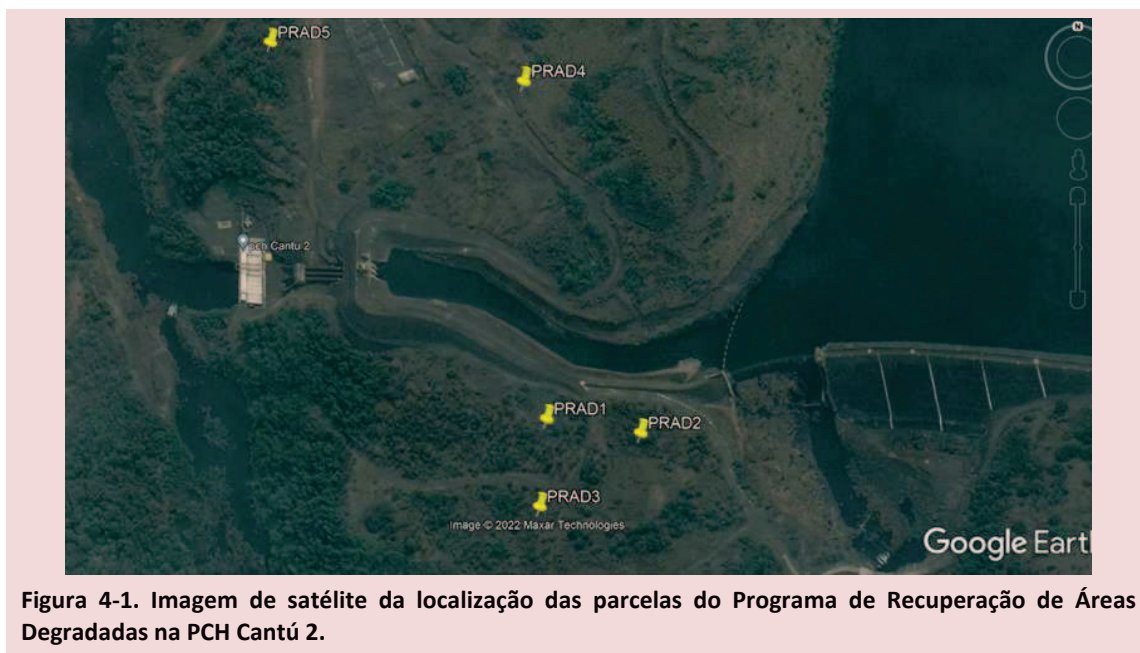 PRAD5
PRAD4
N
Pch Cantu 2
PRAD1
PRAD2
PRAD3
Image © 2022 Maxar Technologies
Google Eart
Figura 4-1. Imagem de satélite da localização das parcelas do Programa de Recuperação de Áreas
Degradadas na PCH Cantú 2.